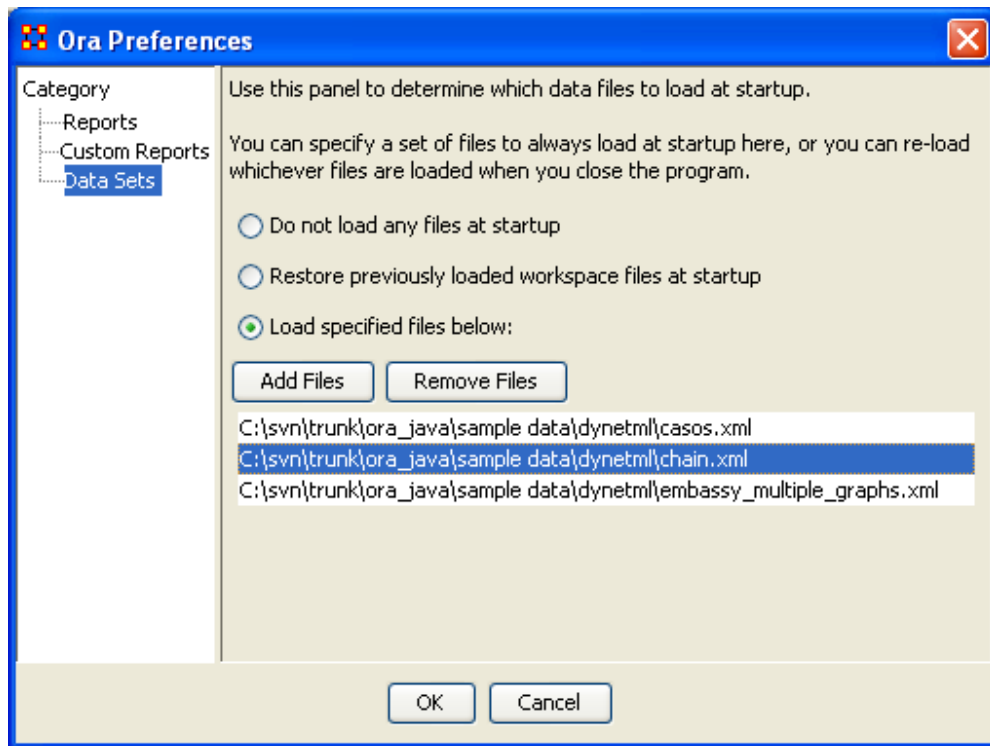 Ora Preferences
Category
Reports
Custom Reports
Data Sets
Use this panel to determine which data files to load at startup.
You can specify a set of files to always load at startup here, or you can re-load
whichever files are loaded when you close the program.
Do not load any files at startup
Restore previously loaded workspace files at startup
Load specified files below:
Add Files
Remove Files
C:\svn\trunk\ora_java\sample data\dynetml\casos.xml
C:\svn\trunk\ora_java\sample data\dynetml\chain.xml
C:\svn\trunk\ora_java\sample data\dynetml\embassy_multiple_graphs.xml
OK
Cancel